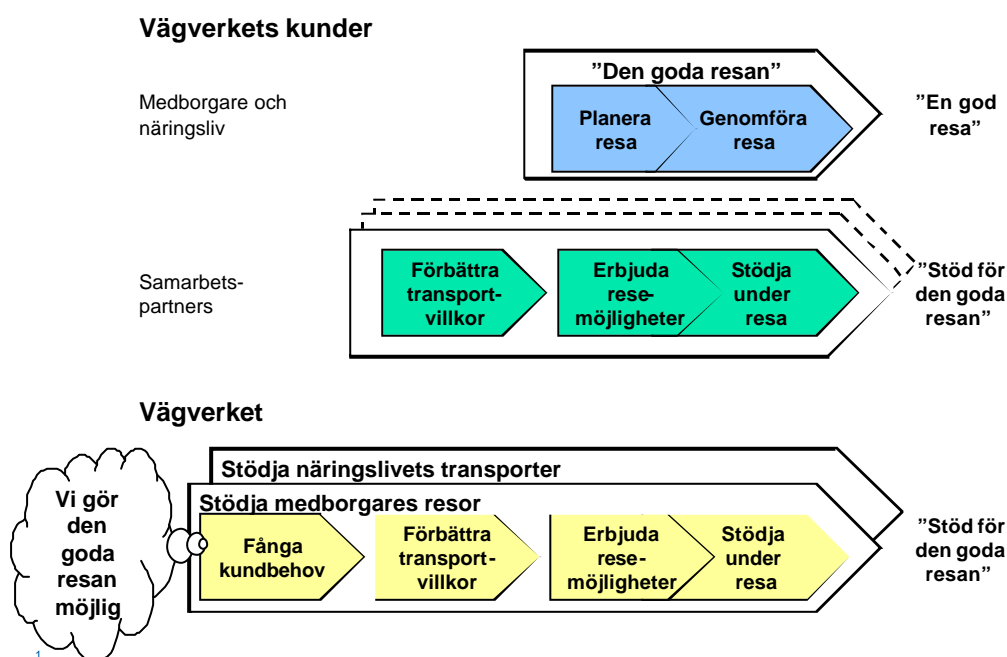 Vägverkets kunder
”Den goda resan”
Medborgare och
näringsliv
Planera
resa
Genomföra
resa
”En god
resa”
Samarbets-
partners
Förbättra
transport-
villkor
Erbjuda
rese-
möjligheter
Stödja
under
resa
”Stöd för
den goda
resan”
Vägverket
Vi gör
den
goda
resan
möjlig
Stödja näringslivets transporter
Stödja medborgares resor
Fånga
kundbehov
Förbättra
transport-
villkor
Erbjuda
rese-
möjligheter
Stödja
under
resa
”Stöd för
den goda
resan”
1